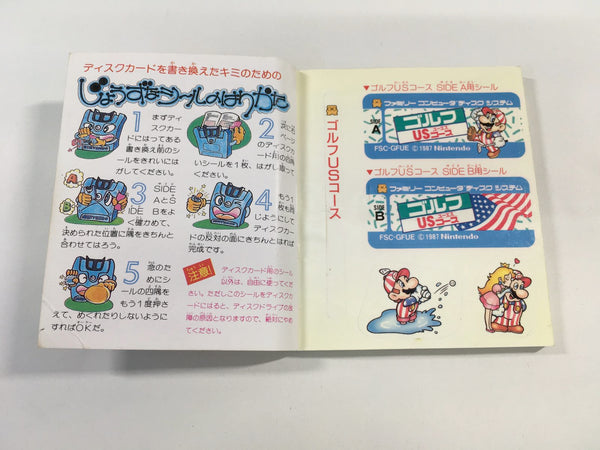 ディスクカードを書き換えたキミのための
じょうずなシールのはりかた
1 まずディ
スクカー
ドにはってある
書き換え前のシ
ールをきれいには
がしてください。
2 次に
ページ
のディスク
カード用の
シールを1枚、
はがし取って
3 SIDE
AとS
IDE Bをよ
く確かめて、
決められた位置に隅をきちんと
合わせてはろう。
4 もう1
枚も同
じようにして
ディスクカード
の反対の面にきちんとはれば
完成です。
5 念のた
めにシ
ールの四隅を
もう1度押さ
えて、めくれたりしないように
すればOKだ。
注意!
ディスクカード用のシール
以外は、自由に使ってくだ
さい。ただしこのシールをディスク
カードにはると、ディスクドライブの故
障の原因となりますので、絶対にやめ
てください。
ゴルフUSコース
▼ゴルフUSコース SIDE A用シール
ファミリー コンピュータ ディスク システム
SIDE A
ゴルフ
USコース
FSC-GFUE © 1987 Nintendo
▼ゴルフUSコース SIDE B用シール
ファミリー コンピュータ ディスク システム
SIDE B
ゴルフ
USコース
FSC-GFUE © 1987 Nintendo